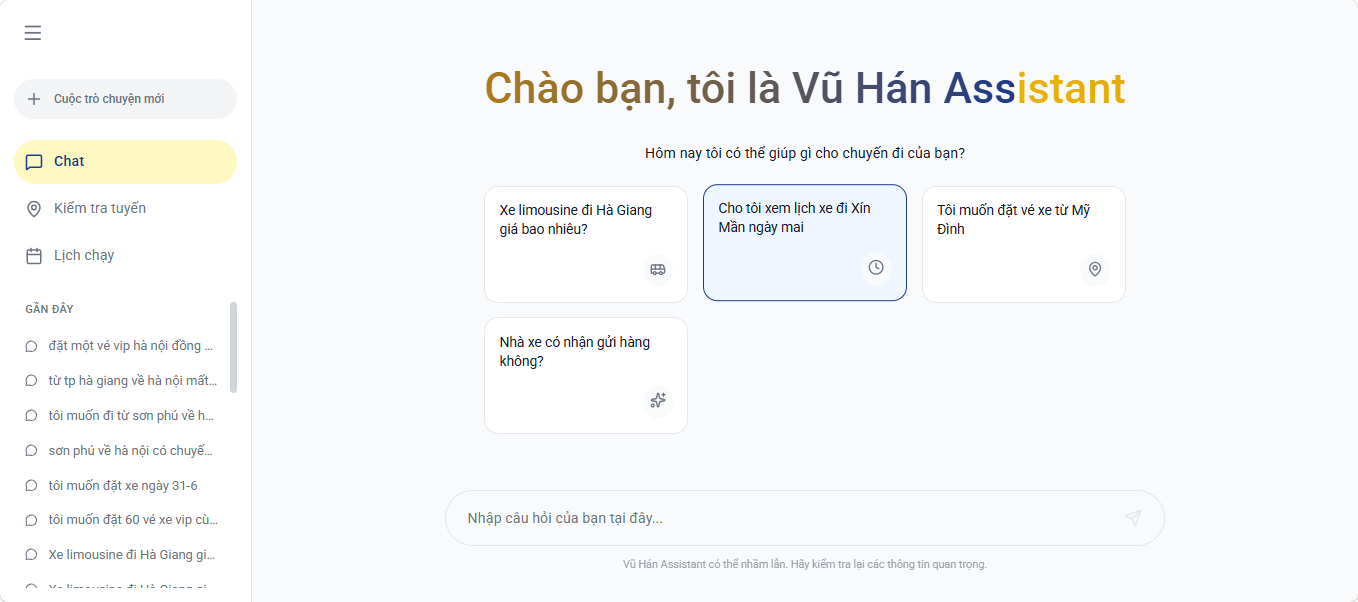 Cuộc trò chuyện mới
Chat
Kiểm tra tuyến
Lịch chạy
GẦN ĐÂY
đặt một vé vip hà nội đồng ...
từ tp hà giang về hà nội mất...
tôi muốn đi từ sơn phú về h...
sơn phú về hà nội có chuyế...
tôi muốn đặt xe ngày 31-6
tôi muốn đặt 60 vé xe vip cù...
Xe limousine đi Hà Giang gi...
Xe limousine đi Hà Giang gi...
Chào bạn, tôi là Vũ Hán Assistant
Hôm nay tôi có thể giúp gì cho chuyến đi của bạn?
Xe limousine đi Hà Giang
giá bao nhiêu?
Cho tôi xem lịch xe đi Xín
Mần ngày mai
Tôi muốn đặt vé xe từ Mỹ
Đình
Nhà xe có nhận gửi hàng
không?
Nhập câu hỏi của bạn tại đây...
Vũ Hán Assistant có thể nhầm lẫn. Hãy kiểm tra lại các thông tin quan trọng.